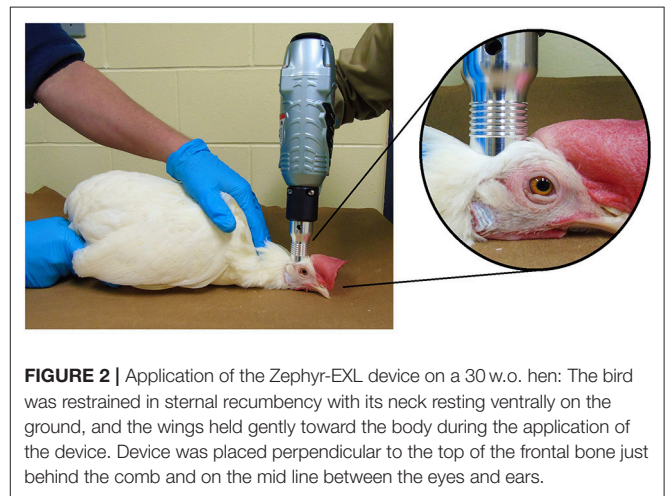 FIGURE 2 | Application of the Zephyr-EXL device on a 30 w.o. hen: The bird
was restrained in sternal recumbency with its neck resting ventrally on the
ground, and the wings held gently toward the body during the application of
the device. Device was placed perpendicular to the top of the frontal bone just
behind the comb and on the mid line between the eyes and ears.